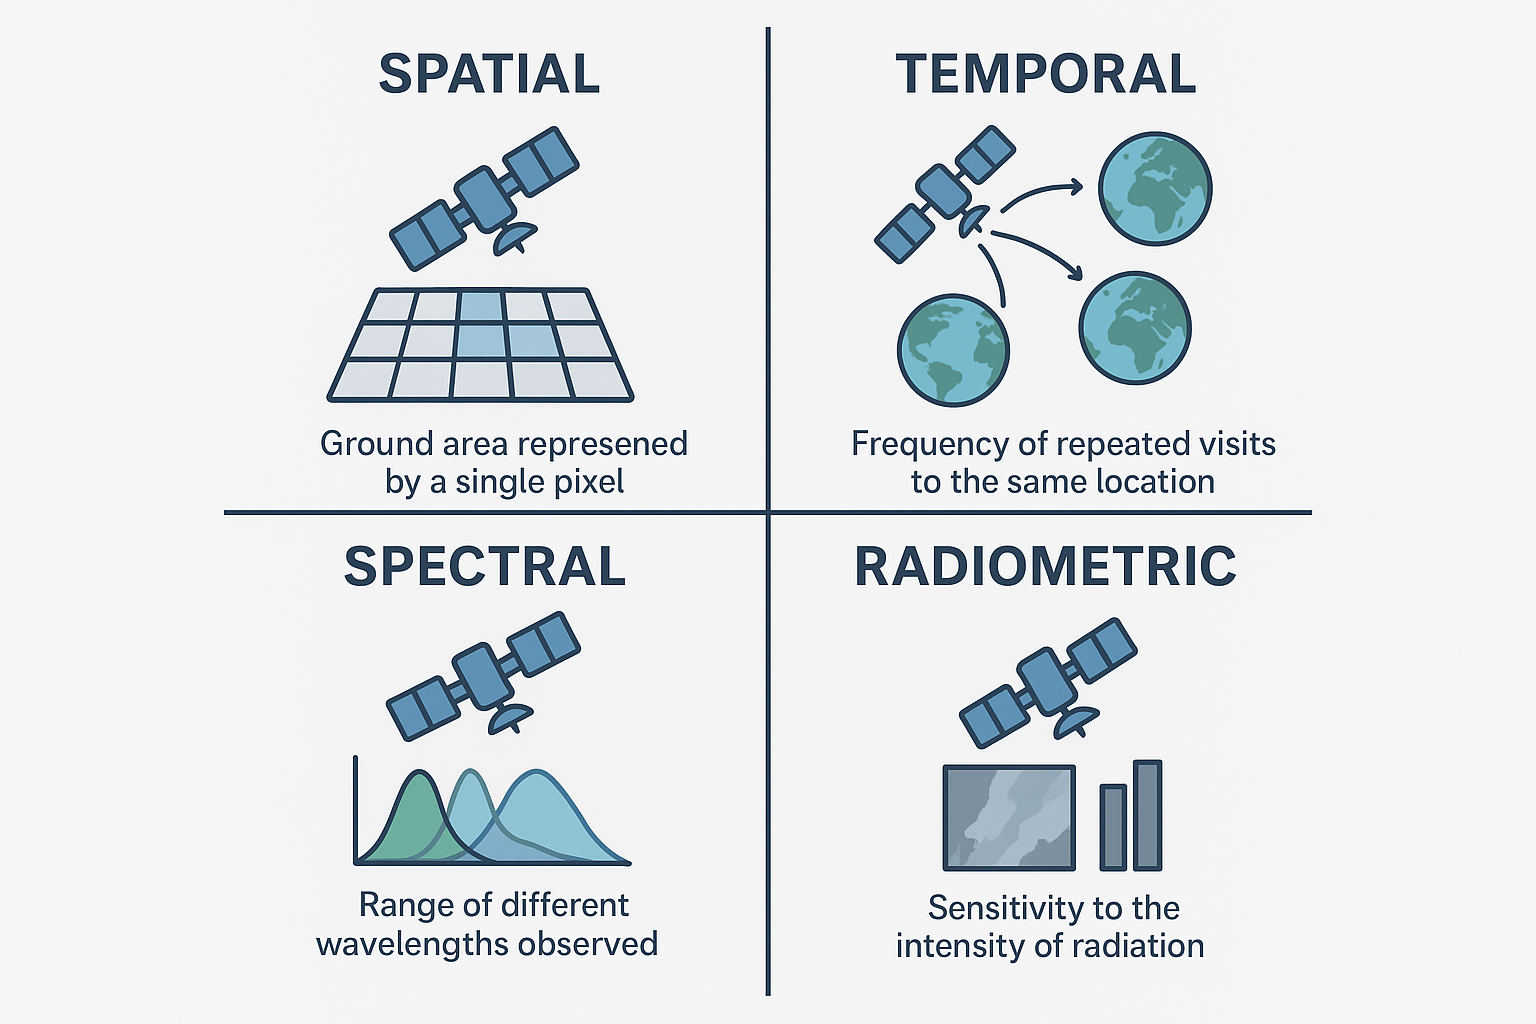 SPATIAL
Ground area represened
by a single pixel
TEMPORAL
Frequency of repeated visits
to the same location
SPECTRAL
Range of different
wavelengths observed
RADIOMETRIC
Sensitivity to the
intensity of radiation